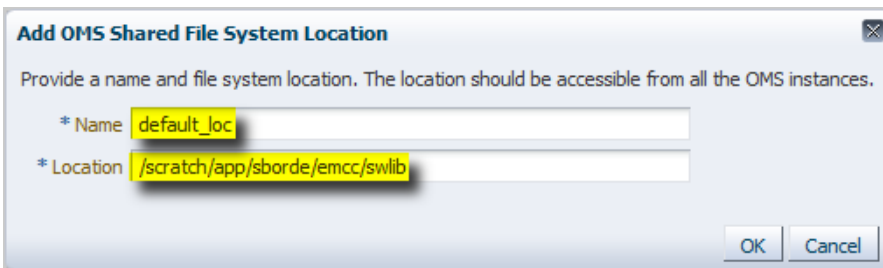 Add OMS Shared File System Location
Provide a name and file system location. The location should be accessible from all the OMS instances.
* Name default_loc
* Location /scratch/app/sborde/emcc/swlib
OK Cancel